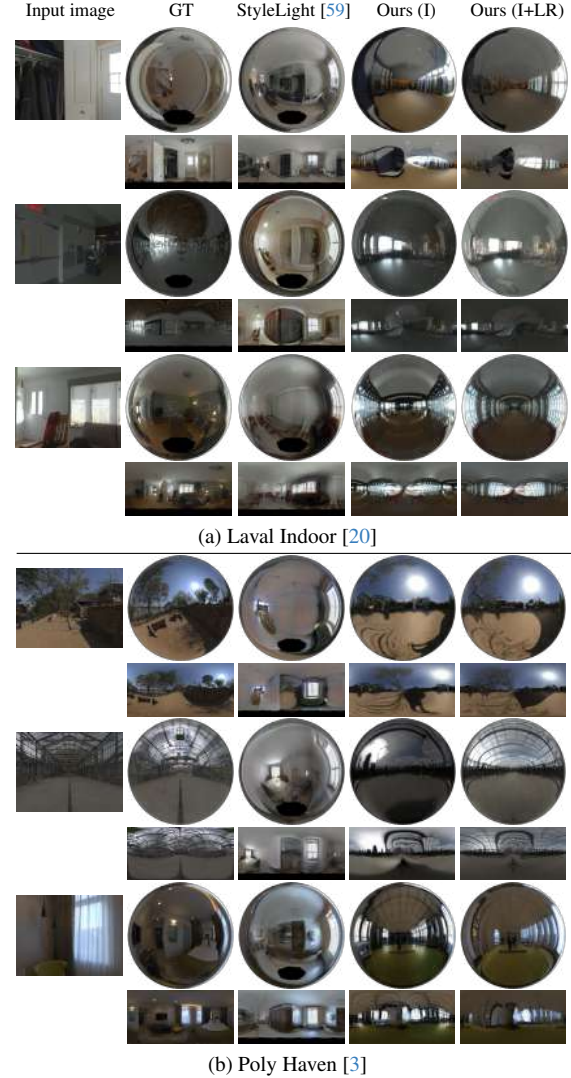 Input image GT StyleLight [59] Ours (I) Ours (I+LR)
(a) Laval Indoor [20]
(b) Poly Haven [3]